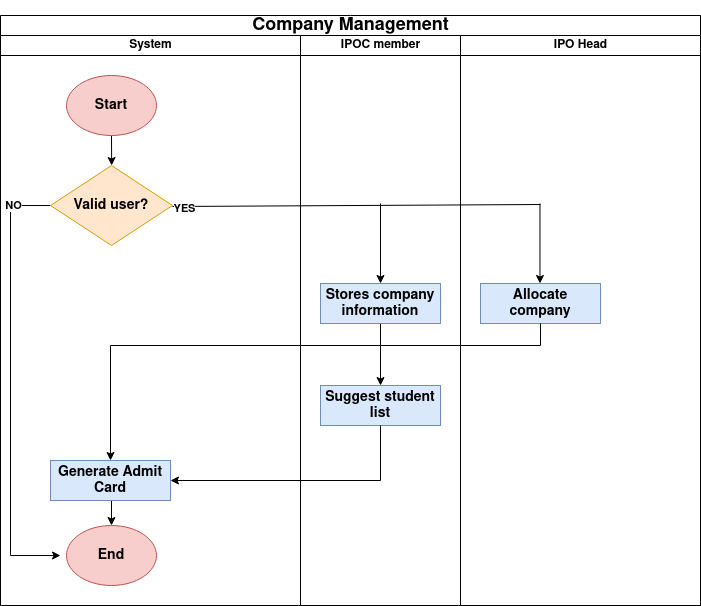 Company Management
System
IPOC member
IPO Head
Start
Valid user?
NO
YES
Stores company
information
Allocate
company
Suggest student
list
Generate Admit
Card
End